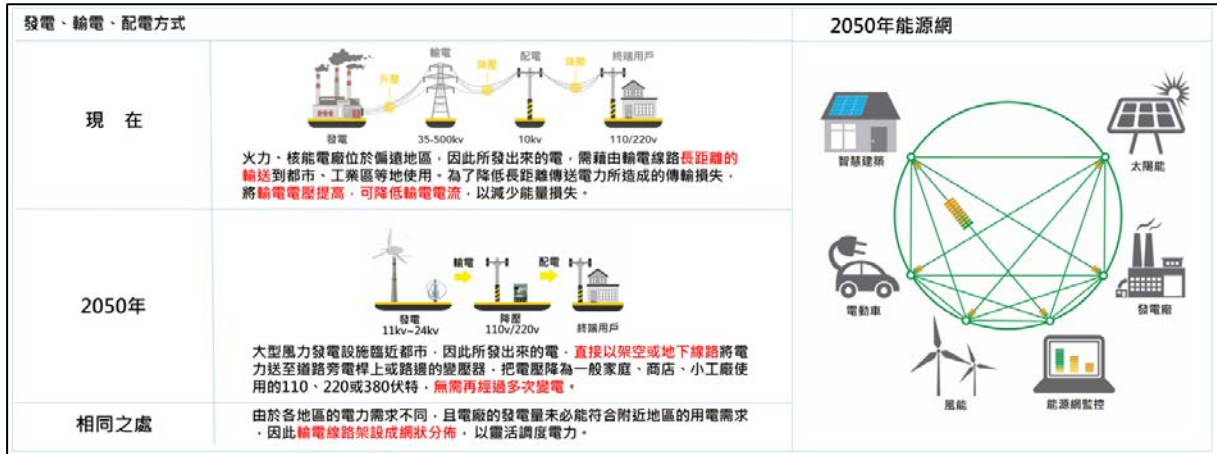 發電、輸電、配電方式
2050年能源網
現 在
輸電
配電
終端用戶
升壓
降壓
降壓
發電
35-500kv
10kv
110/220v
火力、核能電廠位於偏遠地區，因此所發出來的電，需藉由輸電線路長距離的
輸送到都市、工業區等地使用。為了降低長距離傳送電力所造成的傳輸損失，
將輸電電壓提高，可降低輸電電流，以減少能量損失。
2050年
輸電
配電
發電
11kv~24kv
降壓
110v/220v
終端用戶
大型風力發電設施臨近都市，因此所發出來的電，直接以架空或地下線路將電
力送至道路旁電桿上或路邊的變壓器，把電壓降為一般家庭、商店、小工廠使
用的110、220或380伏特，無需再經過多次變電。
相同之處
由於各地區的電力需求不同，且電廠的發電量未必能符合附近地區的用電需求
，因此輸電線路架設成網狀分佈，以靈活調度電力。
智慧建築
太陽能
電動車
發電廠
風能
能源網監控